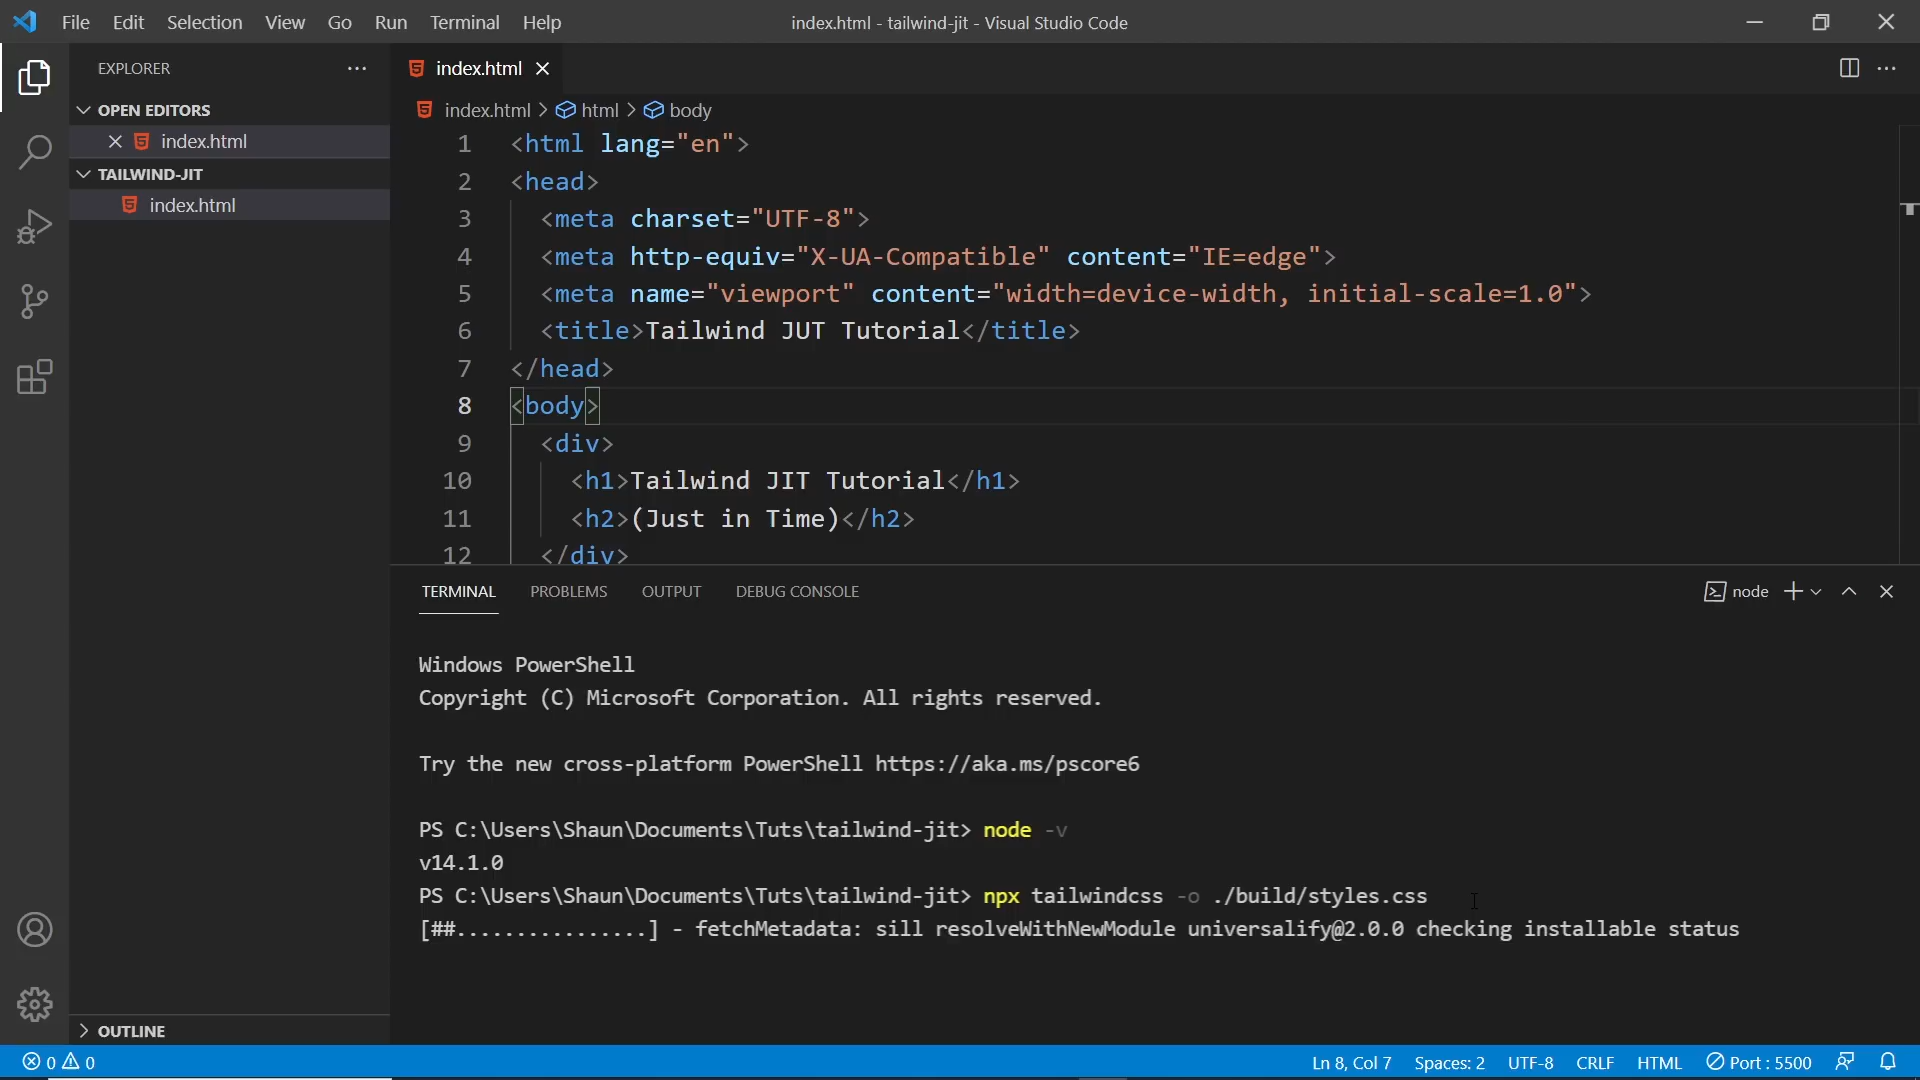 File Edit Selection View Go Run Terminal Help
index.html - tailwind-jit - Visual Studio Code
EXPLORER
OPEN EDITORS
index.html
TAILWIND-JIT
index.html
OUTLINE
index.html
index.html > html > body
1 <html lang="en">
2 <head>
3 <meta charset="UTF-8">
4 <meta http-equiv="X-UA-Compatible" content="IE=edge">
5 <meta name="viewport" content="width=device-width, initial-scale=1.0">
6 <title>Tailwind JUT Tutorial</title>
7 </head>
8 <body>
9 <div>
10 <h1>Tailwind JIT Tutorial</h1>
11 <h2>(Just in Time)</h2>
12 </div>
TERMINAL PROBLEMS OUTPUT DEBUG CONSOLE
node
Windows PowerShell
Copyright (C) Microsoft Corporation. All rights reserved.
Try the new cross-platform PowerShell https://aka.ms/pscore6
PS C:\Users\Shaun\Documents\Tuts\tailwind-jit> node -v
v14.1.0
PS C:\Users\Shaun\Documents\Tuts\tailwind-jit> npx tailwindcss -o ./build/styles.css
[##................] - fetchMetadata: sill resolveWithNewModule universalify@2.0.0 checking installable status
0 0
Ln 8, Col 7 Spaces: 2 UTF-8 CRLF HTML Port : 5500